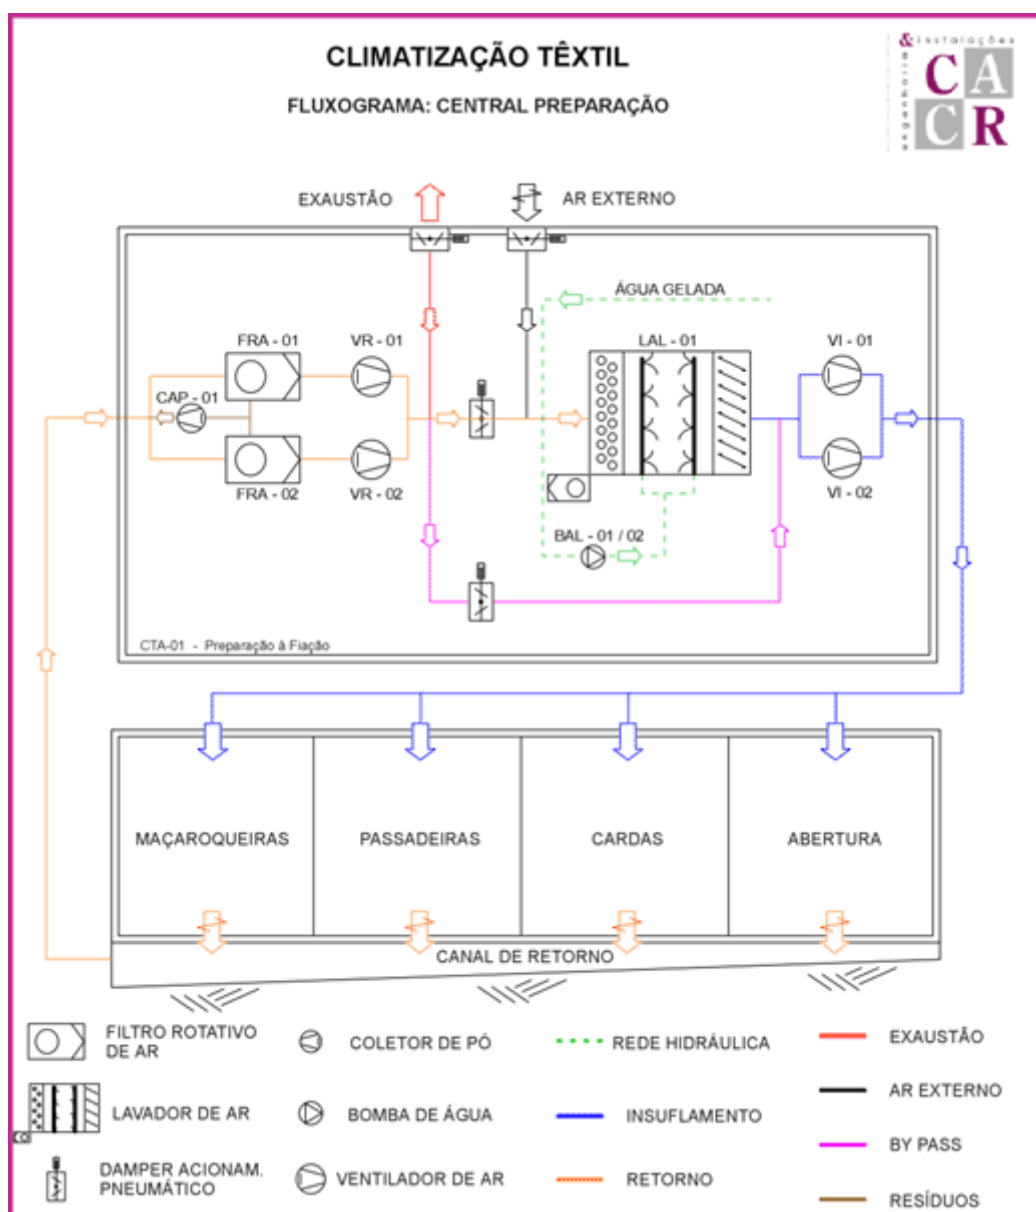 CLIMATIZAÇÃO TÊXTIL
FLUXOGRAMA: CENTRAL PREPARAÇÃO
& instalações
engenharia
CA
CR
EXAUSTÃO
AR EXTERNO
ÁGUA GELADA
FRA - 01
VR - 01
LAL - 01
VI - 01
CAP - 01
FRA - 02
VR - 02
VI - 02
BAL - 01 / 02
CTA-01 - Preparação à Fiação
MAÇAROQUEIRAS
PASSADEIRAS
CARDAS
ABERTURA
CANAL DE RETORNO
FILTRO ROTATIVO
DE AR
COLETOR DE PÓ
REDE HIDRÁULICA
EXAUSTÃO
LAVADOR DE AR
BOMBA DE ÁGUA
INSUFLAMENTO
AR EXTERNO
BY PASS
DAMPER ACIONAM.
PNEUMÁTICO
VENTILADOR DE AR
RETORNO
RESÍDUOS